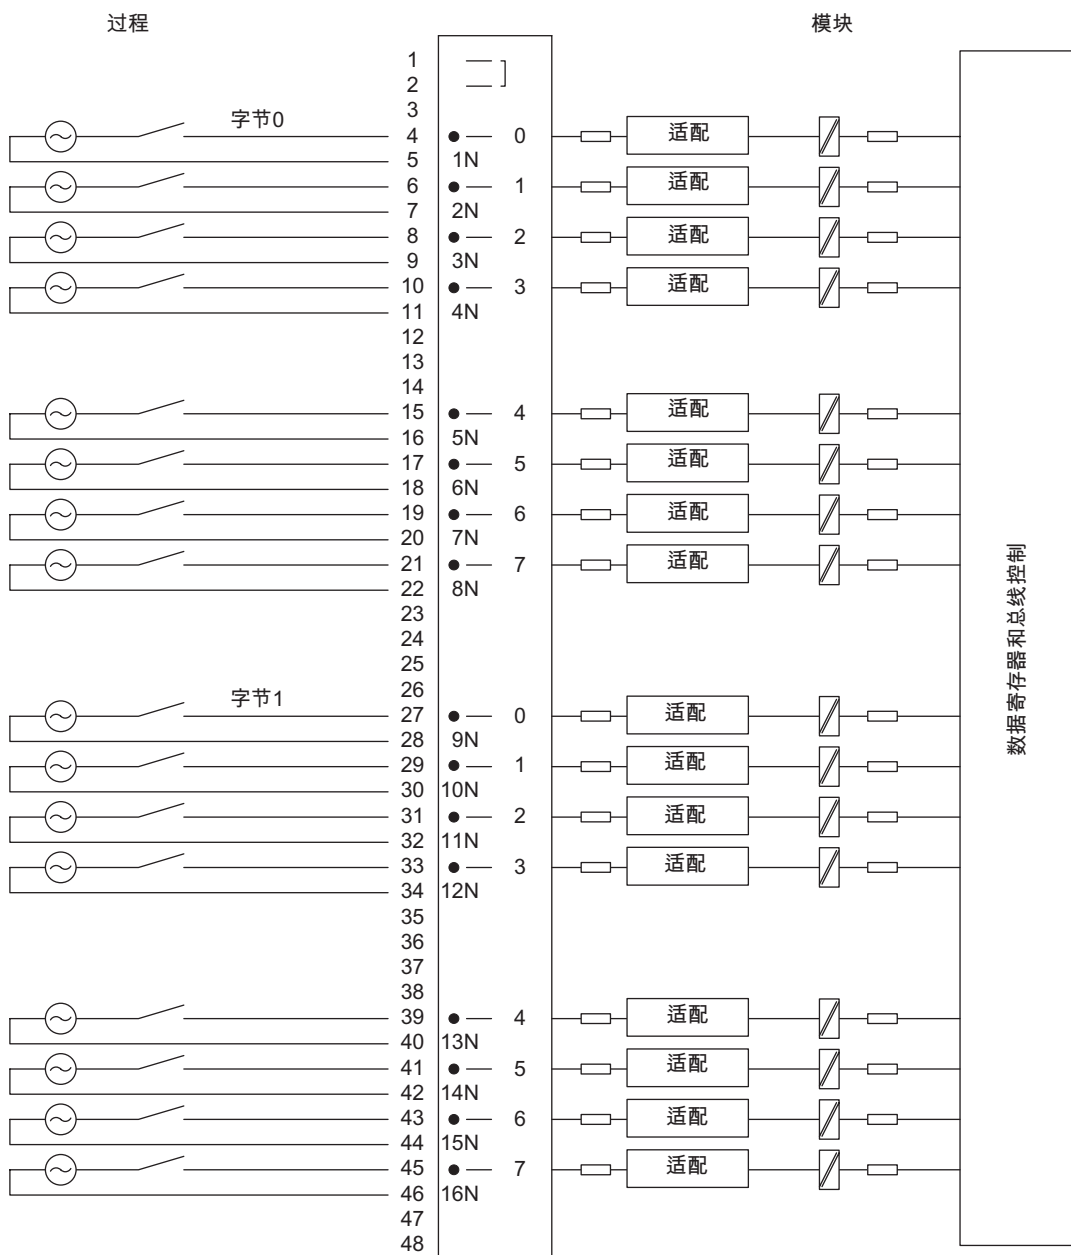 过程 模块
1
2
3
字节0
4 0 适配
5 1N
6 1 适配
7 2N
8 2 适配
9 3N
10 3 适配
11 4N
12
13
14
15 4 适配
16 5N
17 5 适配
18 6N
19 6 适配
20 7N
21 7 适配
22 8N
23
24
25
26
字节1
27 0 适配
28 9N
29 1 适配
30 10N
31 2 适配
32 11N
33 3 适配
34 12N
35
36
37
38
39 4 适配
40 13N
41 5 适配
42 14N
43 6 适配
44 15N
45 7 适配
46 16N
47
48
数据寄存器和总线控制